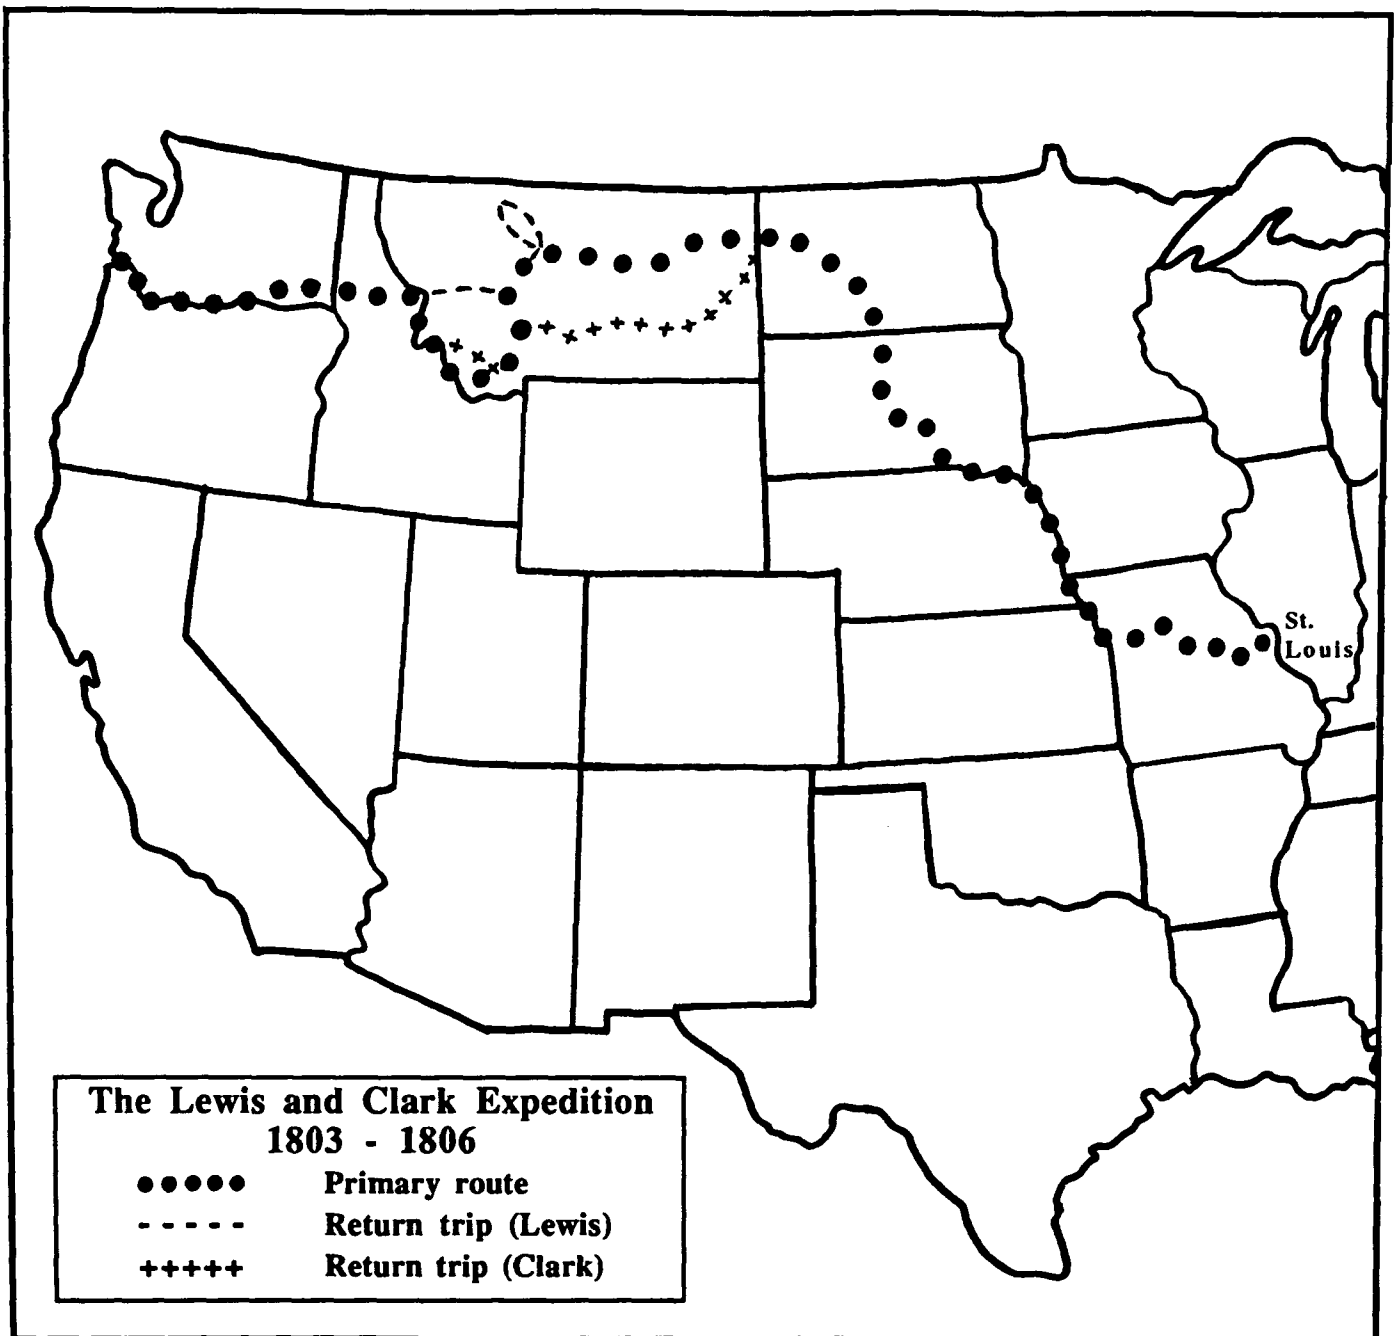 St.
Louis
The Lewis and Clark Expedition
1803 - 1806
Primary route
Return trip (Lewis)
Return trip (Clark)